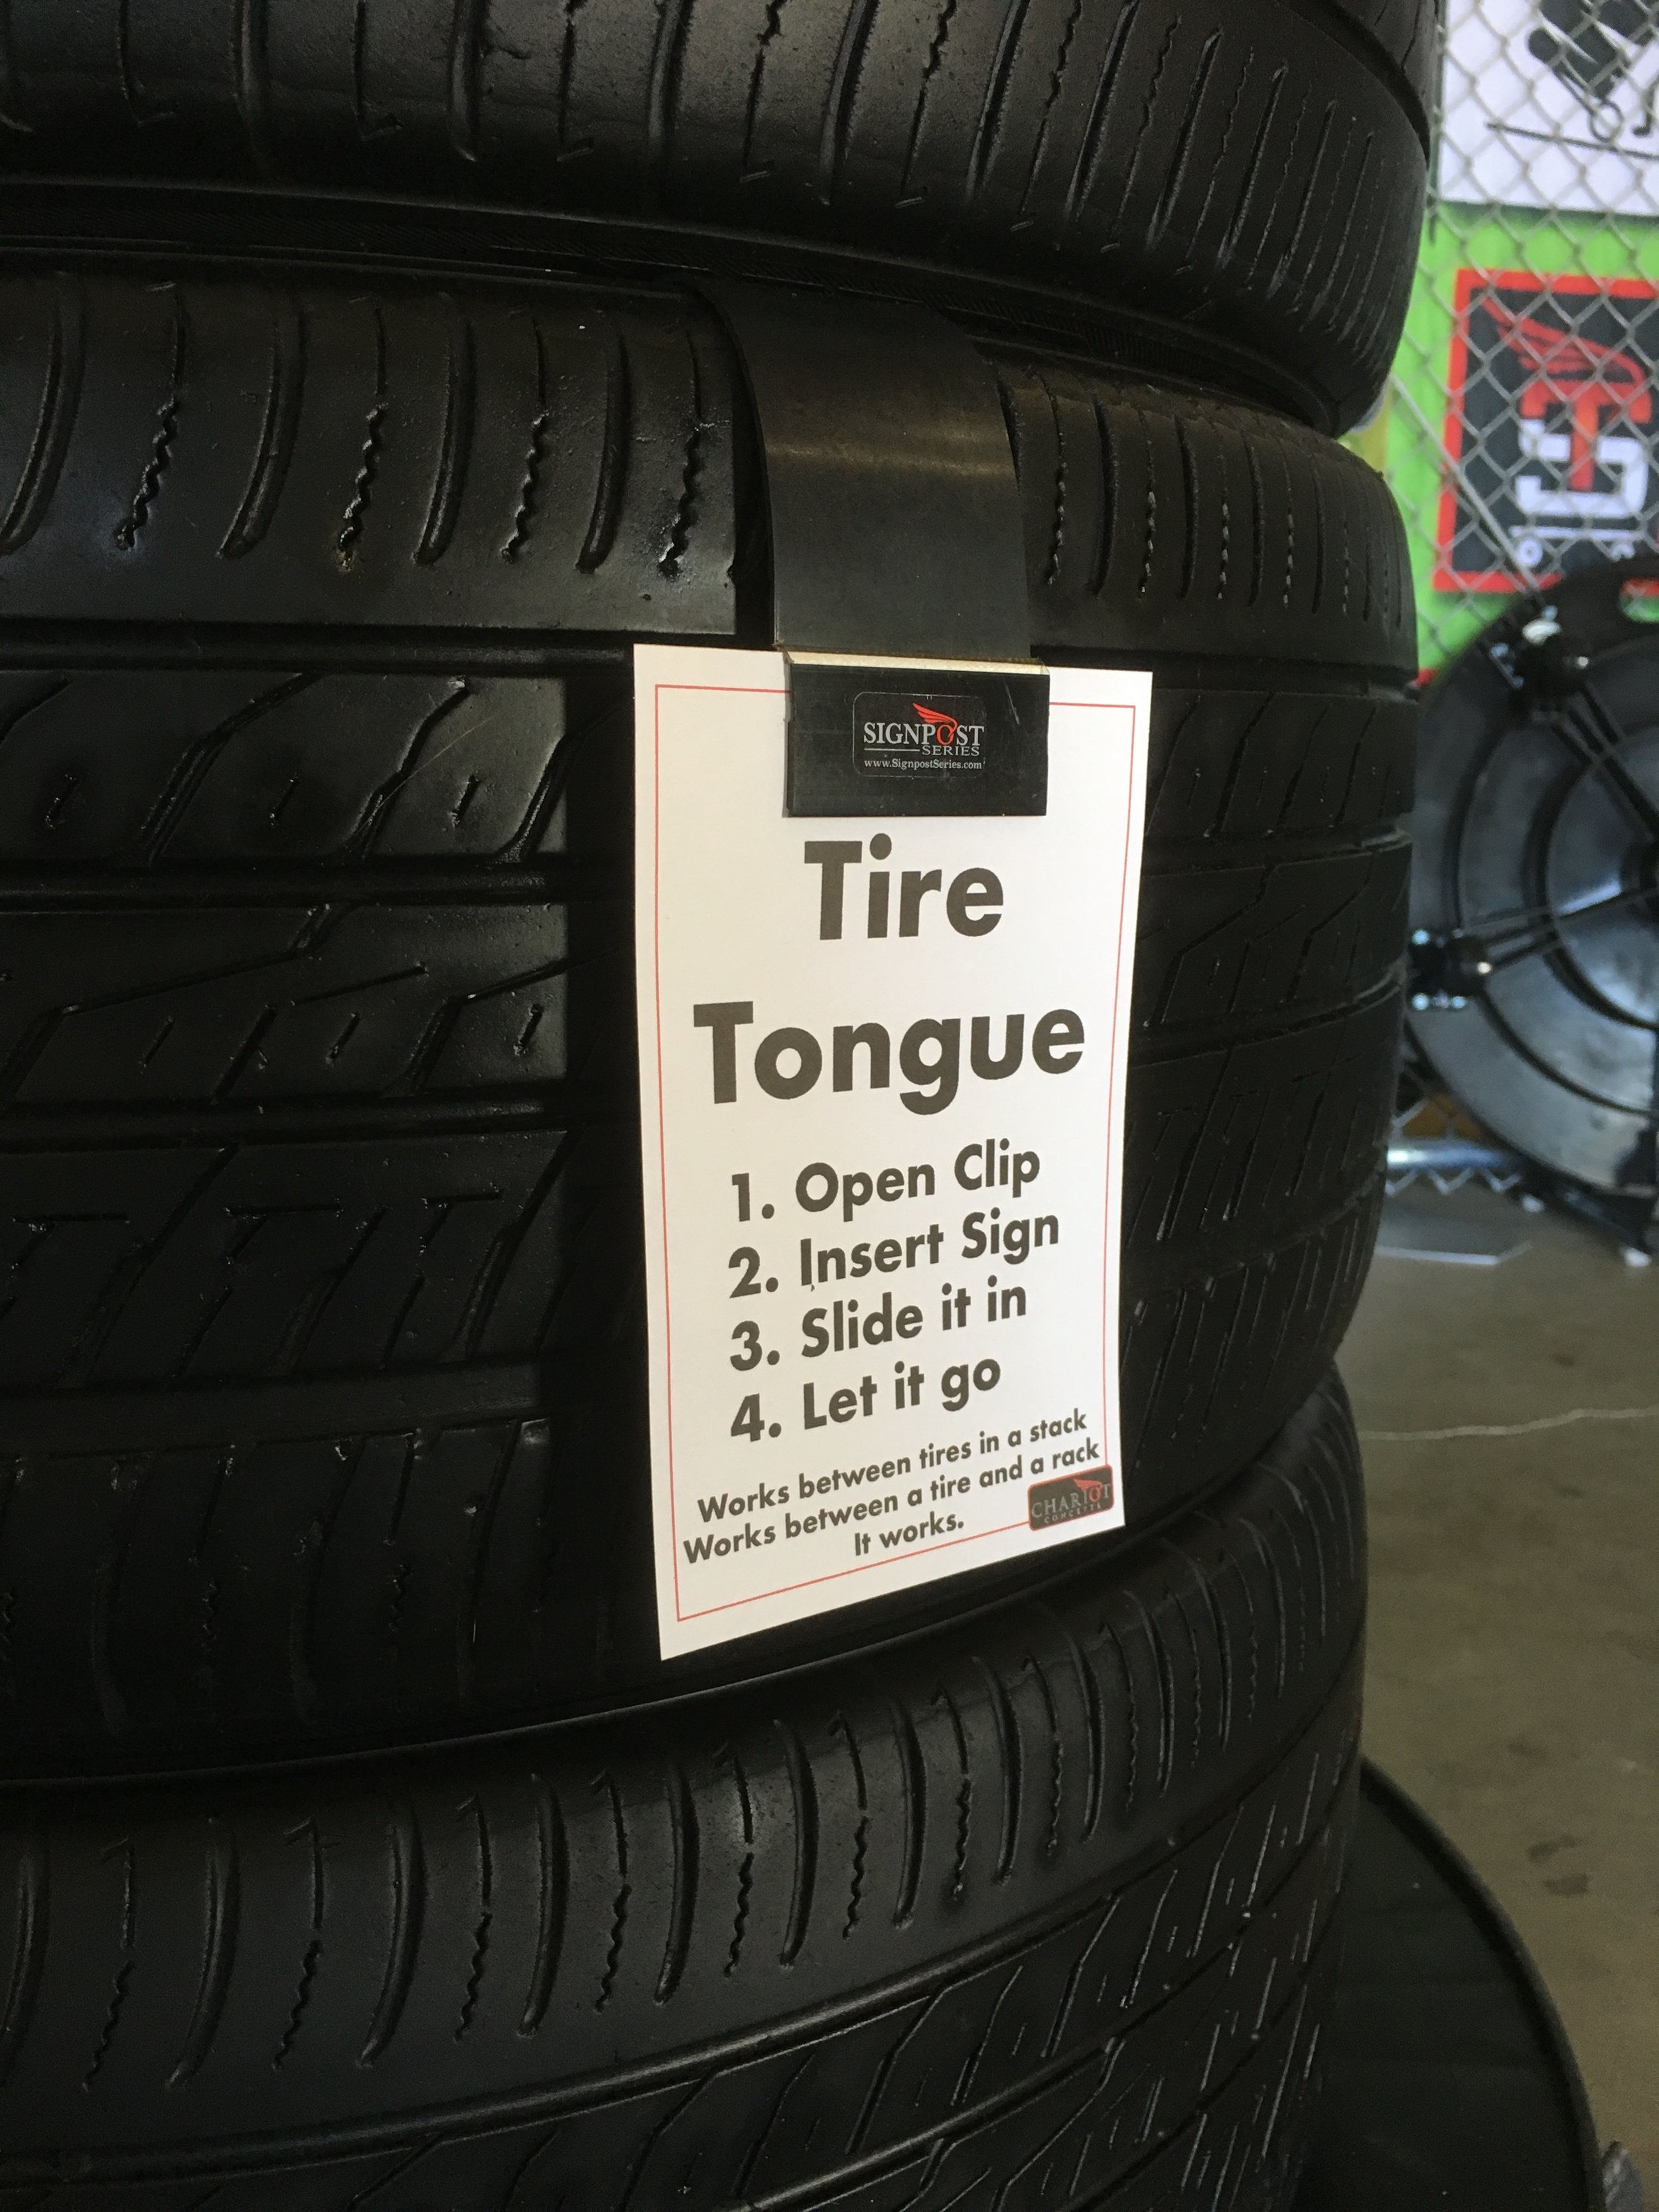 SIGNPOST
SERIES
www.SignpostSeries.com
Tire
Tongue
1. Open Clip
2. Insert Sign
3. Slide it in
4. Let it go
Works between tires in a stack
Works between a tire and a rack
It works.
CHARIOT
CONCEPTS